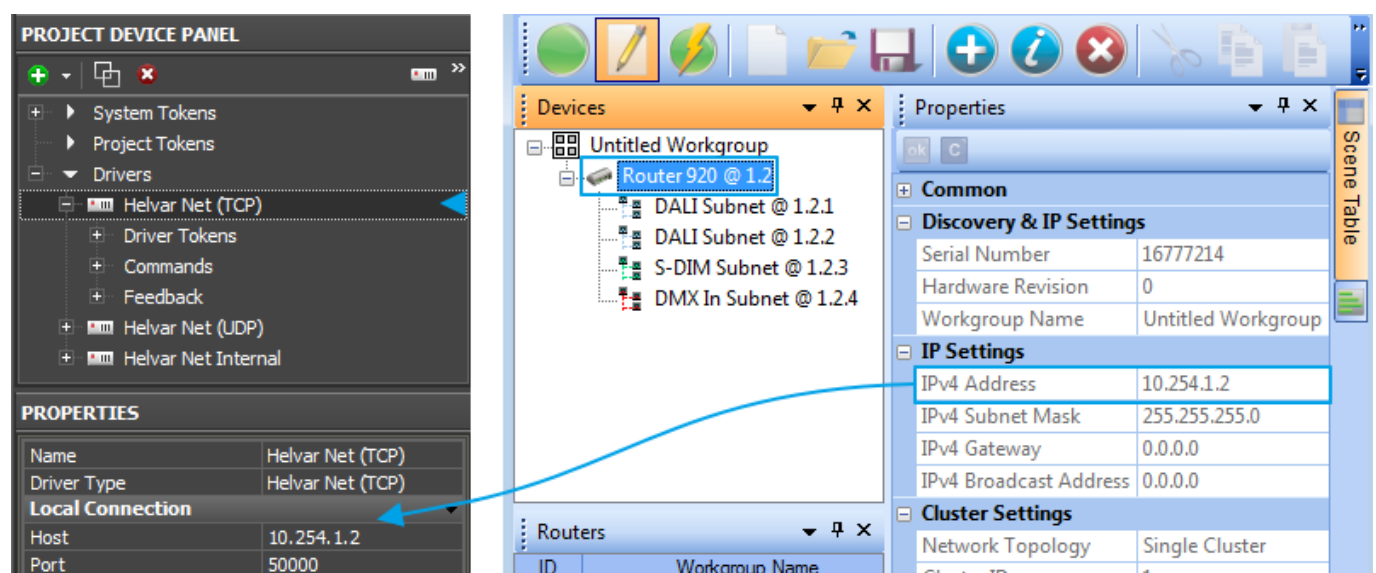 PROJECT DEVICE PANEL
System Tokens
Project Tokens
Drivers
Helvar Net (TCP)
Driver Tokens
Commands
Feedback
Helvar Net (UDP)
Helvar Net Internal
PROPERTIES
Name Helvar Net (TCP)
Driver Type Helvar Net (TCP)
Local Connection
Host 10.254.1.2
Port 50000
Devices
Untitled Workgroup
Router 920 @ 1.2
DALI Subnet @ 1.2.1
DALI Subnet @ 1.2.2
S-DIM Subnet @ 1.2.3
DMX In Subnet @ 1.2.4
Routers
ID Workgroup Name
Properties
ok C
Common
Discovery & IP Settings
Serial Number 16777214
Hardware Revision 0
Workgroup Name Untitled Workgroup
IP Settings
IPv4 Address 10.254.1.2
IPv4 Subnet Mask 255.255.255.0
IPv4 Gateway 0.0.0.0
IPv4 Broadcast Address 0.0.0.0
Cluster Settings
Network Topology Single Cluster
Scene Table